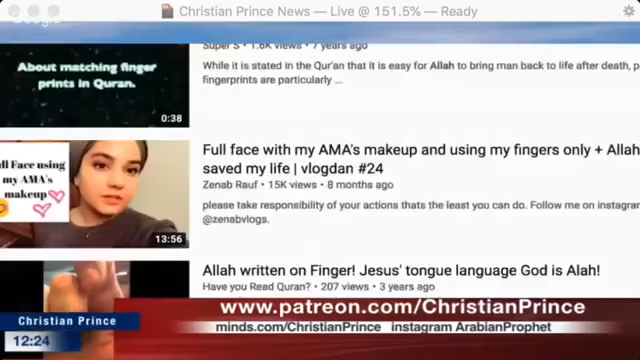 Christian Prince News — Live @ 151.5% — Ready
Google
Super S • 1.6K views • 7 years ago
About matching finger
prints in Quran.
While it is stated in the Qur'an that it is easy for Allah to bring man back to life after death, p
fingerprints are particularly ...
0:38
Full face with my AMA's makeup and using my fingers only + Allah
saved my life | vlogdan #24
Zenab Rauf • 15K views • 8 months ago
ull Face using
my AMA's
makeup
please take responsibility of your actions thats the least you can do. Follow me on instagram
@zenabvlogs.
13:56
Allah written on Finger! Jesus' tongue language God is Alah!
Have you Read Quran? • 207 views • 3 years ago
www.patreon.com/ChristianPrince
Christian Prince
minds.com/ChristianPrince instagram ArabianProphet
12:24